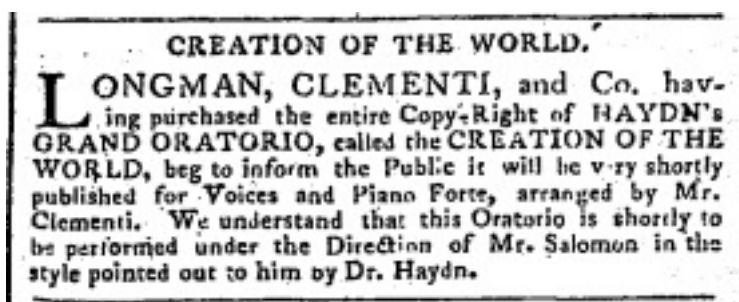 CREATION OF THE WORLD.
LONGMAN, CLEMENTI, and Co. hav-
ing purchased the entire Copy-Right of HAYDN's
GRAND ORATORIO, called the CREATION OF THE
WORLD, beg to inform the Public it will be very shortly
published for Voices and Piano Forte, arranged by Mr.
Clementi. We understand that this Oratorio is shortly to
be performed under the Direction of Mr. Salomon in the
style pointed out to him by Dr. Haydn.